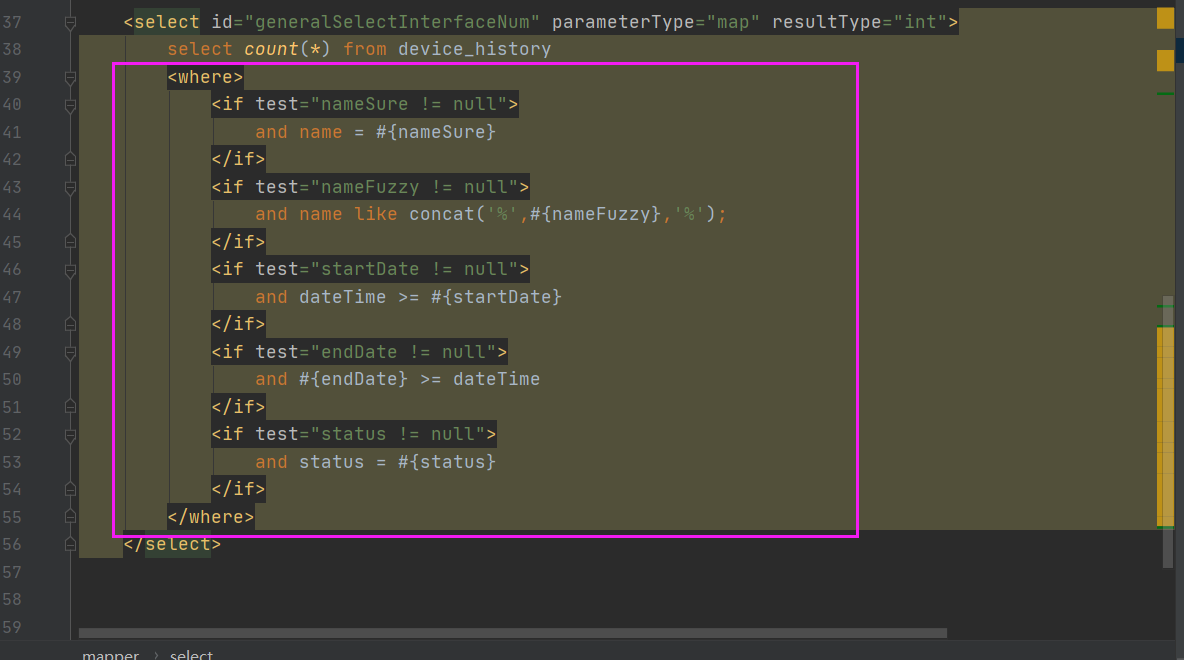 37 <select id="generalSelectInterfaceNum" parameterType="map" resultType="int">
38 select count(*) from device_history
39 <where>
40 <if test="nameSure != null">
41 and name = #{nameSure}
42 </if>
43 <if test="nameFuzzy != null">
44 and name like concat('%',#{nameFuzzy},'%');
45 </if>
46 <if test="startDate != null">
47 and dateTime >= #{startDate}
48 </if>
49 <if test="endDate != null">
50 and #{endDate} >= dateTime
51 </if>
52 <if test="status != null">
53 and status = #{status}
54 </if>
55 </where>
56 </select>
57
58
59
mapper › select